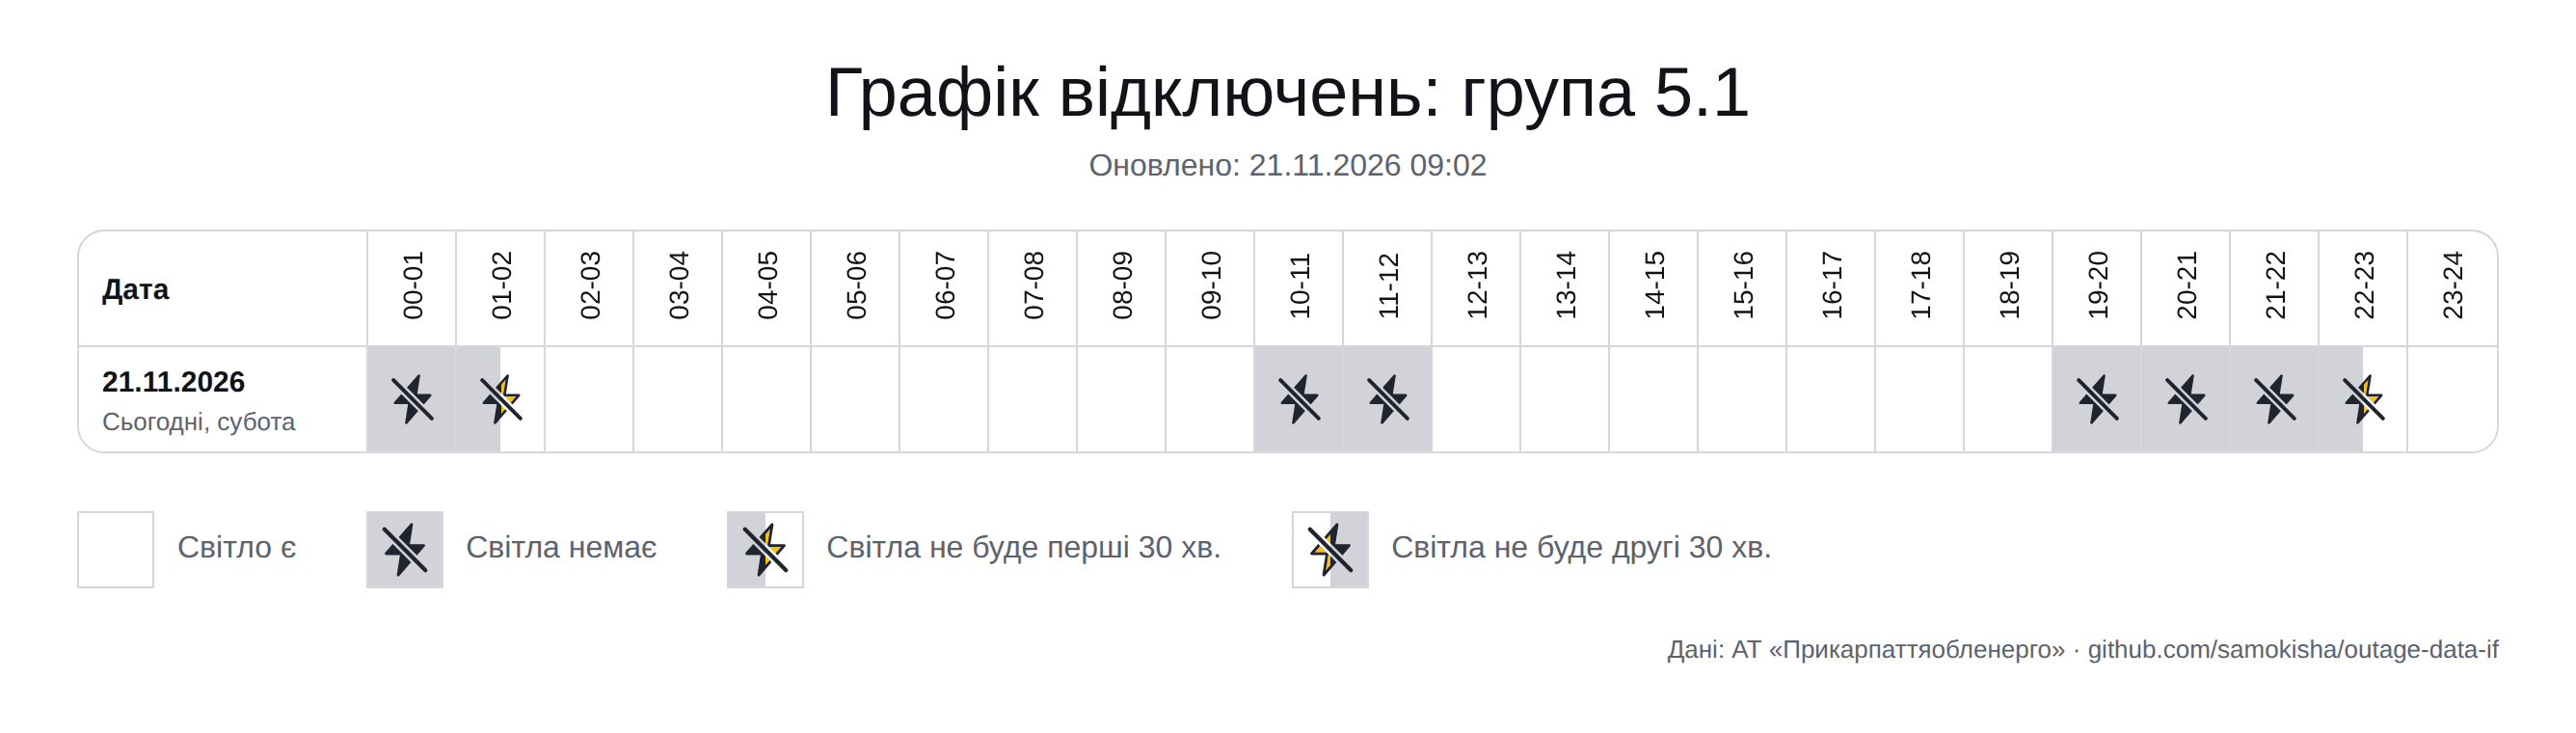 Графік відключень: група 5.1
Оновлено: 21.11.2026 09:02
Дата 00-01 01-02 02-03 03-04 04-05 05-06 06-07 07-08 08-09 09-10 10-11 11-12 12-13 13-14 14-15 15-16 16-17 17-18 18-19 19-20 20-21 21-22 22-23 23-24
21.11.2026
Сьогодні, субота
Світло є Світла немає Світла не буде перші 30 хв. Світла не буде другі 30 хв.
Дані: АТ «Прикарпаттяобленерго» · github.com/samokisha/outage-data-if